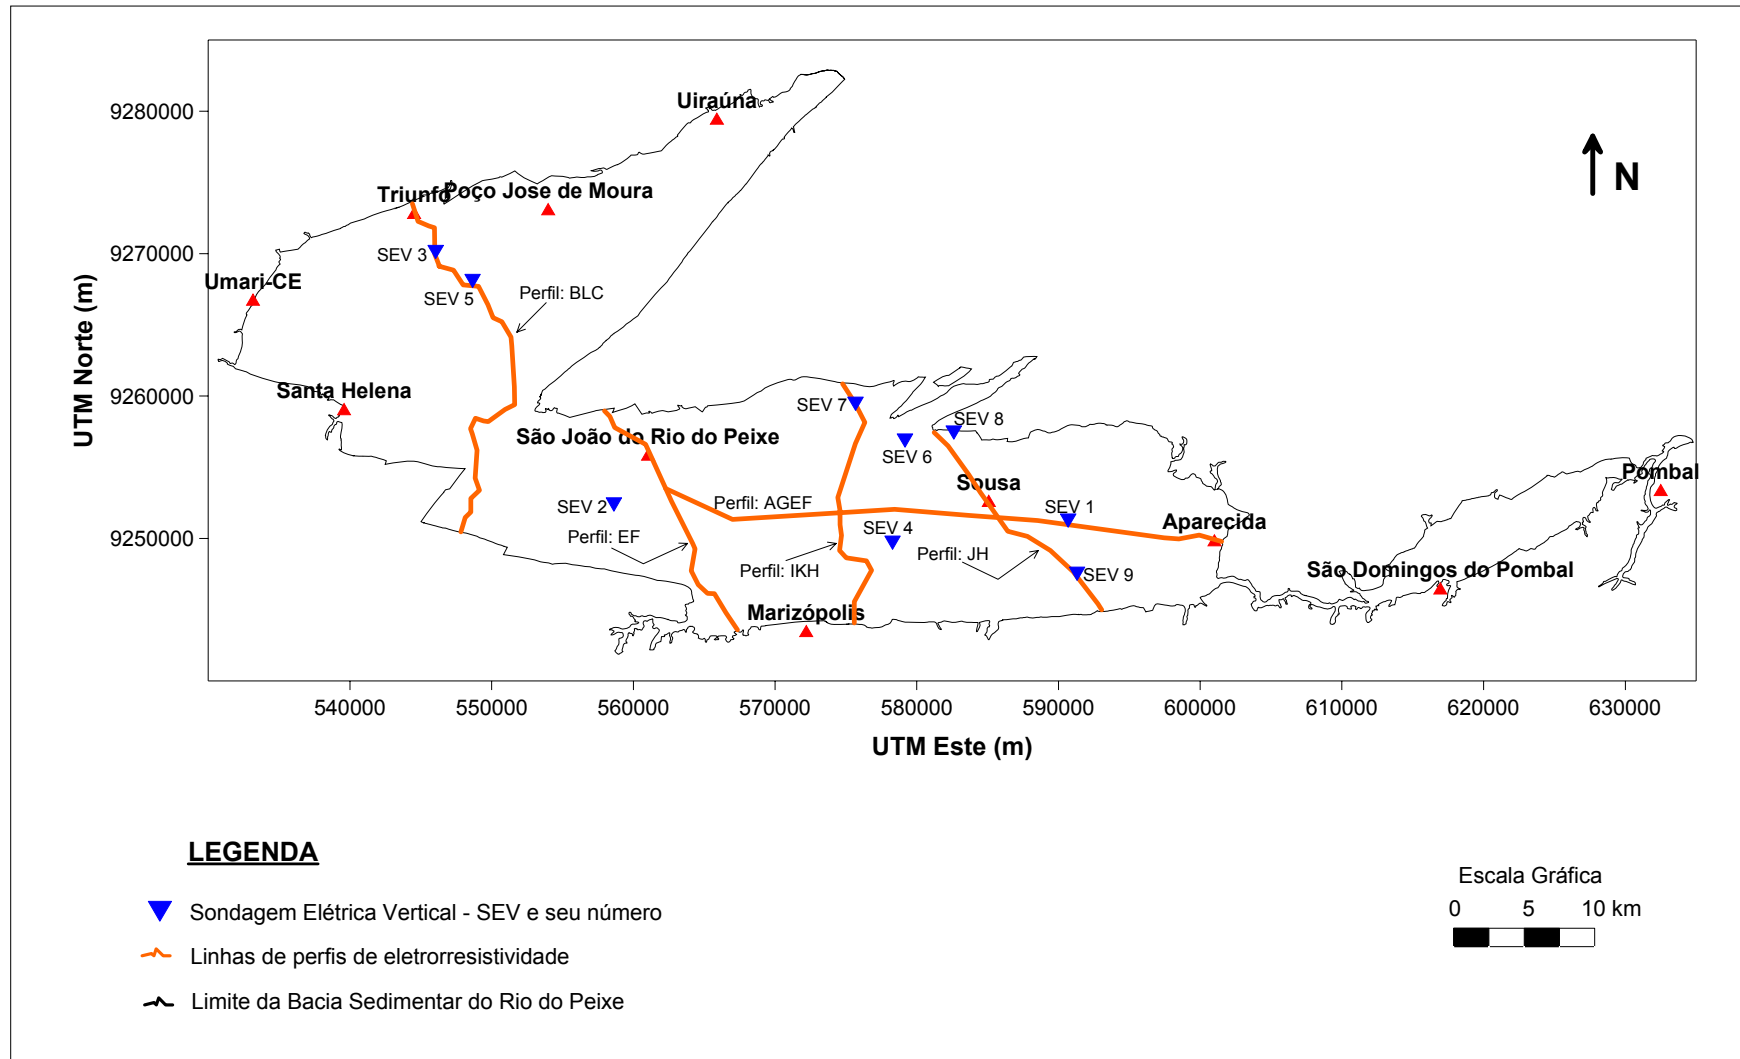 9280000
9270000
9260000
9250000
UTM Norte (m)
Uiraúna
N
Triunfo
Poço Jose de Moura
SEV 3
Umari-CE
SEV 5
Perfil: BLC
Santa Helena
SEV 7
SEV 8
São João do Rio do Peixe
SEV 6
Pombal
Sousa
SEV 2
Perfil: AGEF
SEV 1
Aparecida
SEV 4
Perfil: EF
Perfil: JH
Perfil: IKH
SEV 9
São Domingos do Pombal
Marizópolis
540000 550000 560000 570000 580000 590000 600000 610000 620000 630000
UTM Este (m)
LEGENDA
Sondagem Elétrica Vertical - SEV e seu número
Linhas de perfis de eletrorresistividade
Limite da Bacia Sedimentar do Rio do Peixe
Escala Gráfica
0 5 10 km